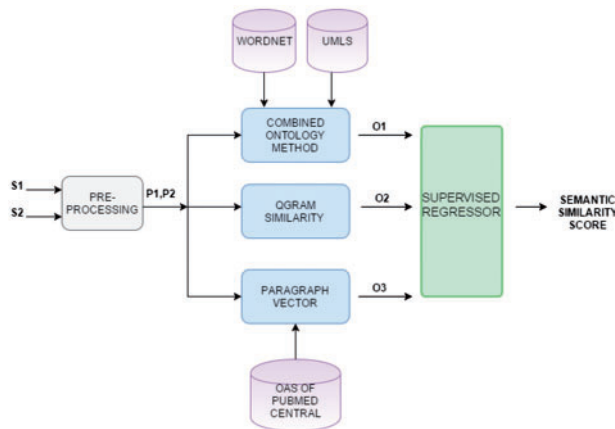 WORDNET
UMLS
COMBINED
ONTOLOGY
METHOD
O1
S1
S2
PRE-
PROCESSING
P1,P2
QGRAM
SIMILARITY
O2
SUPERVISED
REGRESSOR
SEMANTIC
SIMILARITY
SCORE
PARAGRAPH
VECTOR
O3
OAS OF
PUBMED
CENTRAL